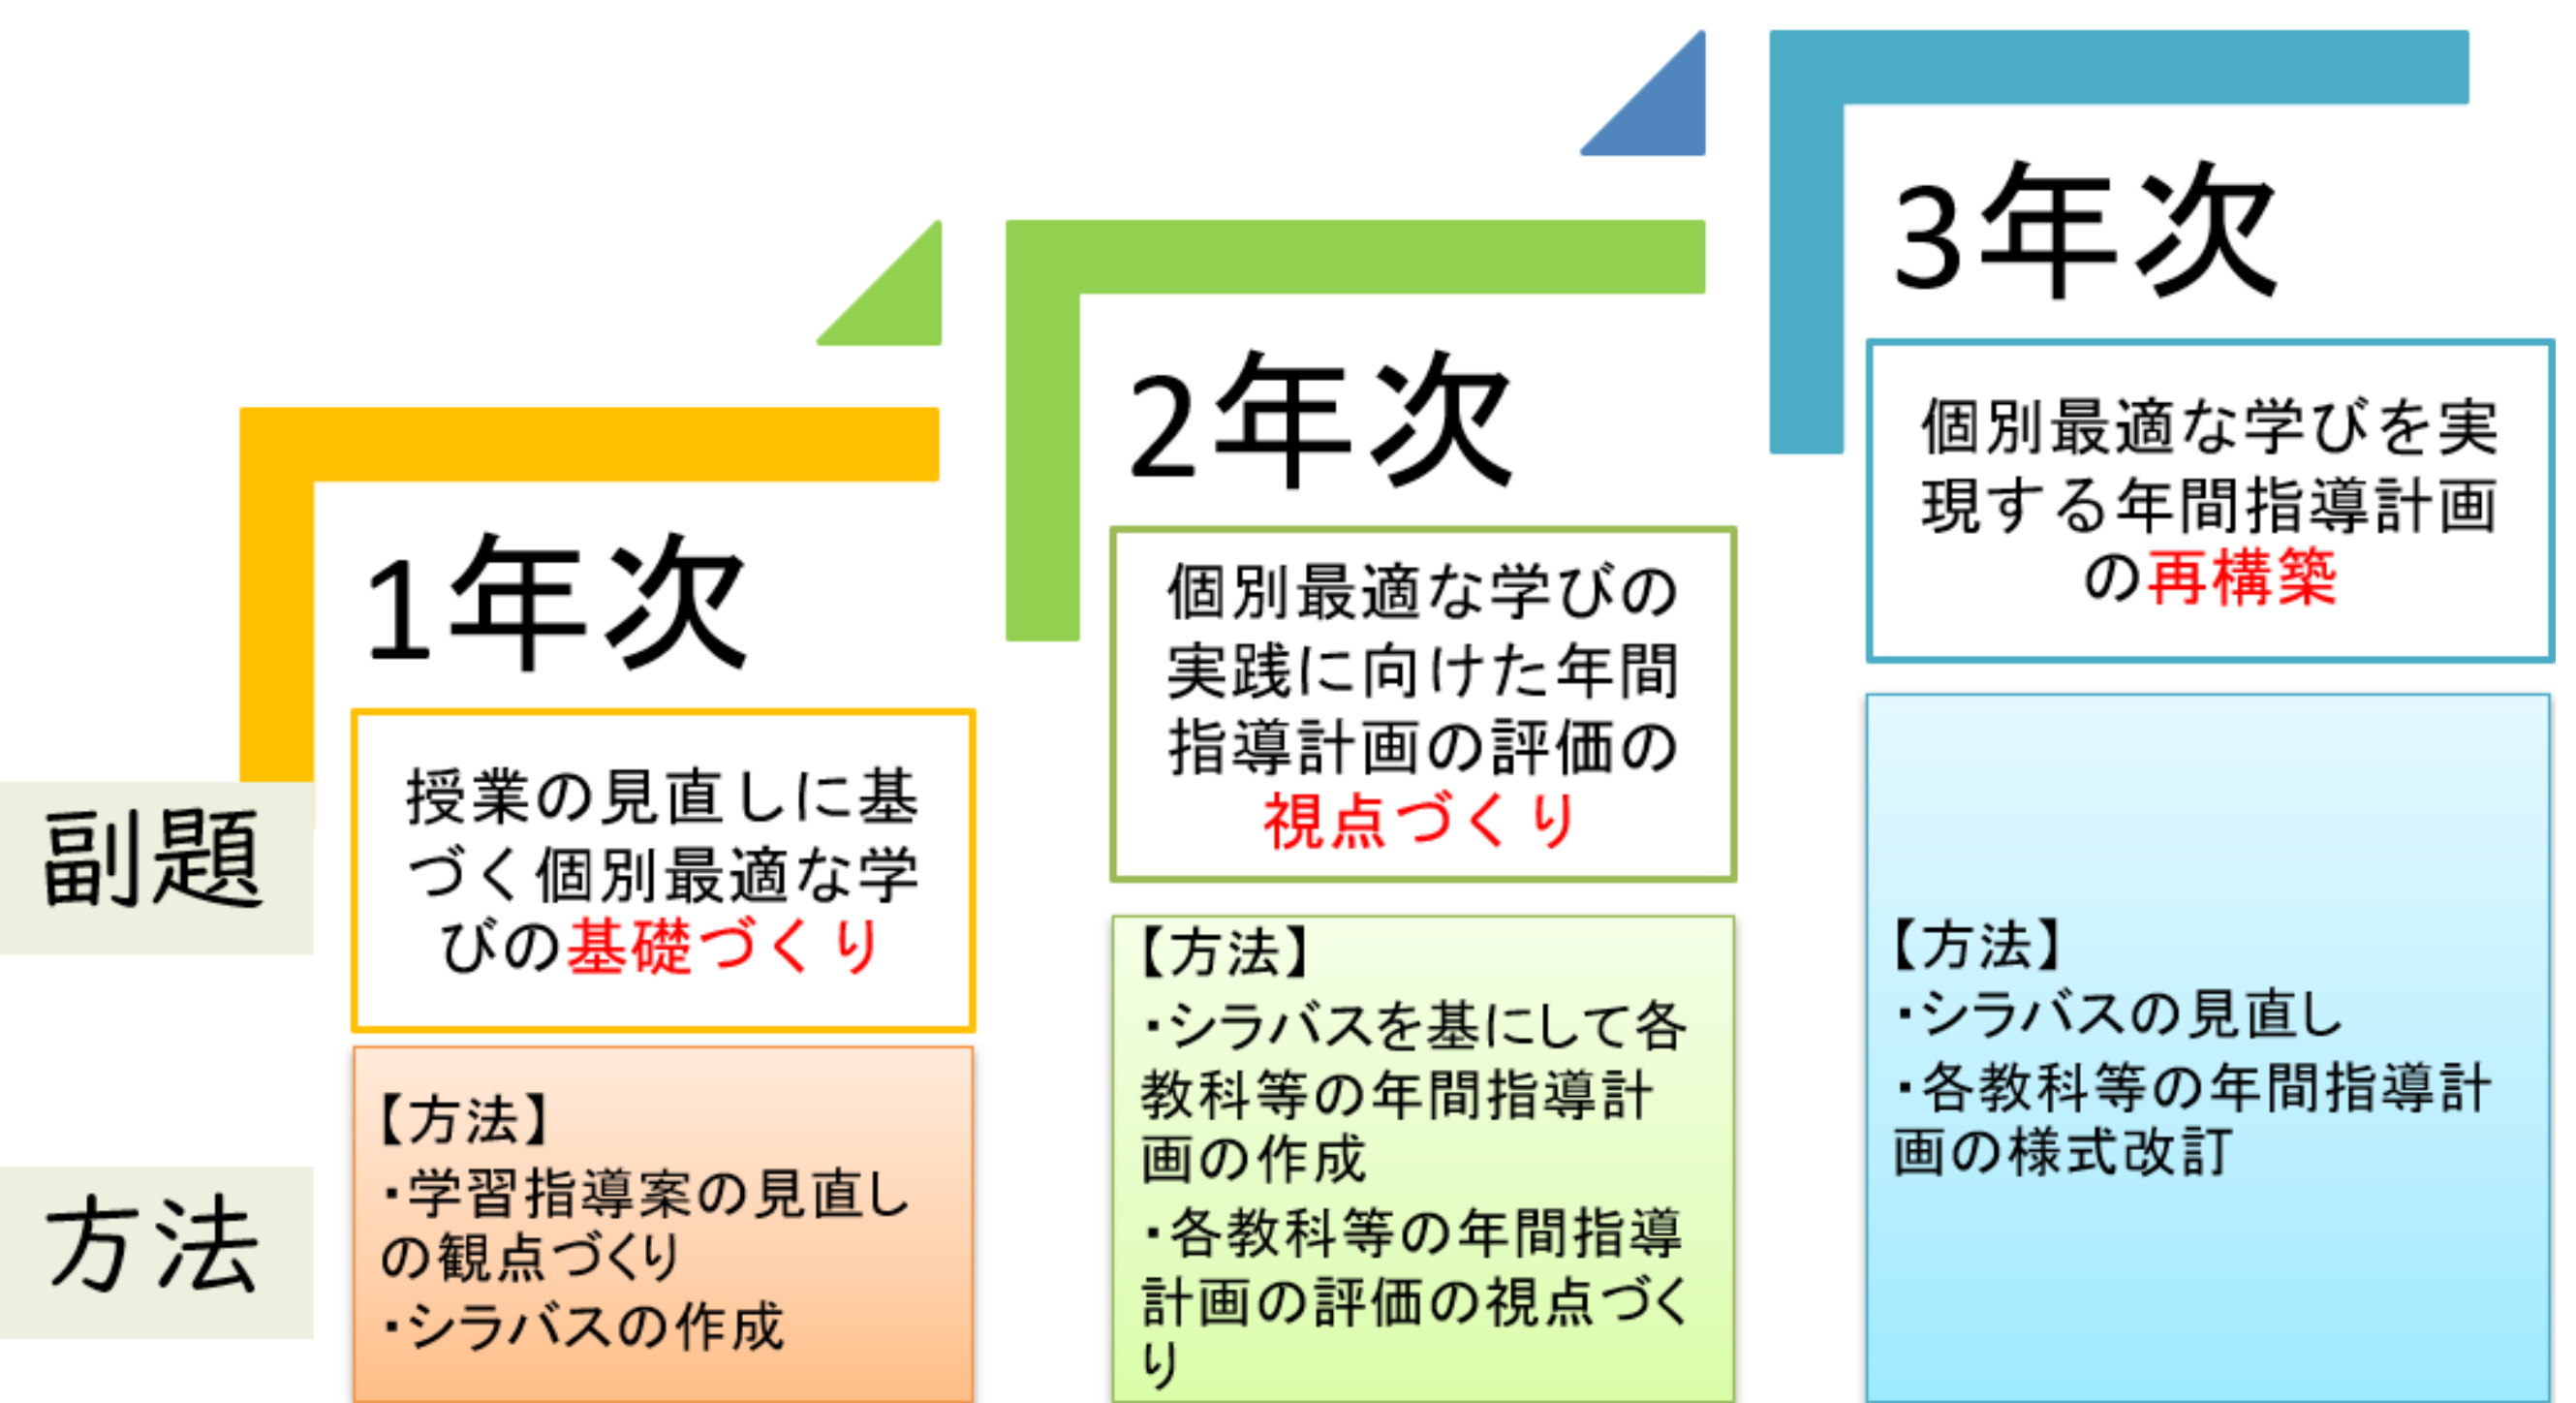 1年次
授業の見直しに基
づく個別最適な学
びの基礎づくり
【方法】
・学習指導案の見直し
の観点づくり
・シラバスの作成
2年次
個別最適な学びの
実践に向けた年間
指導計画の評価の
視点づくり
【方法】
・シラバスを基にして各
教科等の年間指導計
画の作成
・各教科等の年間指導
計画の評価の視点づく
り
3年次
個別最適な学びを実
現する年間指導計画
の再構築
【方法】
・シラバスの見直し
・各教科等の年間指導計
画の様式改訂
副題
方法